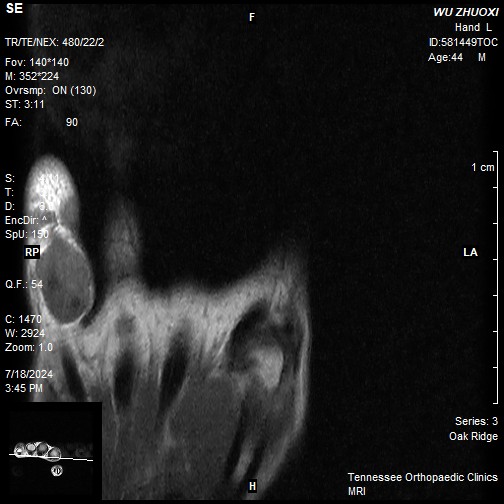 SE
F
WU ZHUOXI
Hand L
ID:581449TOC
Age:44 M
TR/TE/NEX: 480/22/2
Fov: 140*140
M: 352*224
Ovrsmp: ON (130)
ST: 3:11
FA: 90
1 cm
S:
T:
D:
EncDir: ^
SpU: 150
RP
LA
Q.F.: 54
C: 1470
W: 2924
Zoom: 1.0
7/18/2024
3:45 PM
Series: 3
Oak Ridge
H
Tennessee Orthopaedic Clinics
MRI